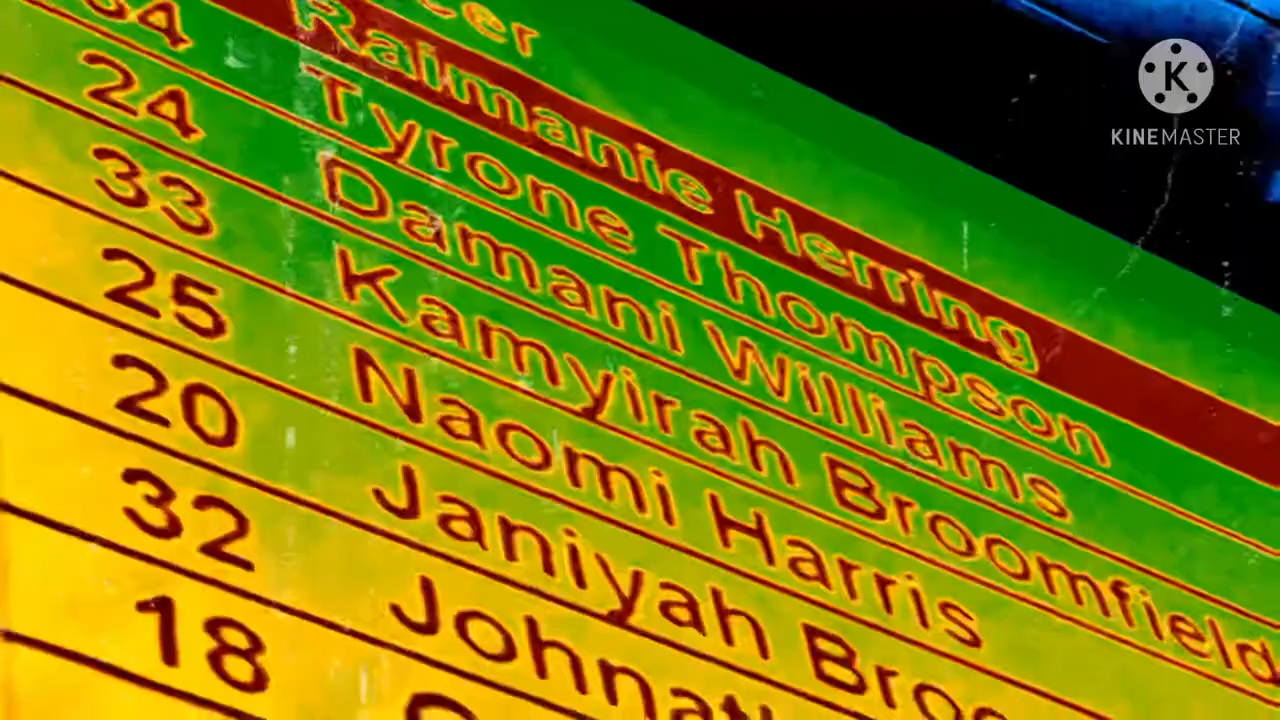 Raimanie Herring
Tyrone Thompson
24 Damani Williams
33 Kamyirah Broomfield
25 Naomi Harris
20 Janiyah Broo
32 Johnat
18
K
KINEMASTER